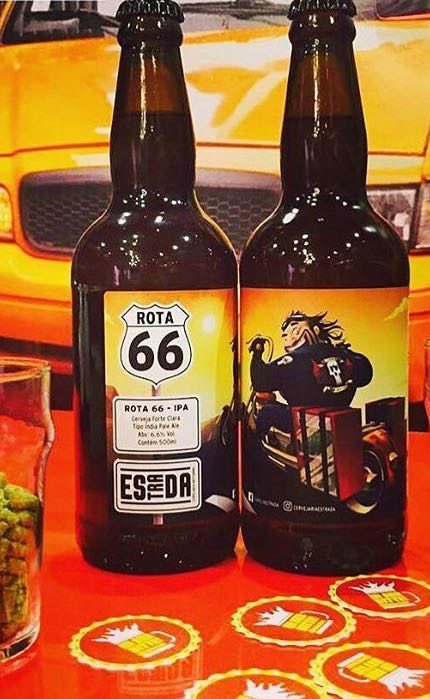 ROTA
66
ROTA 66 - IPA
Cerveja Forte Clara
Tipo India Pale Ale.
Abv: 6,6% Vol
Contém 500ml
ESTRADA
CERVEJARIAESTRADA